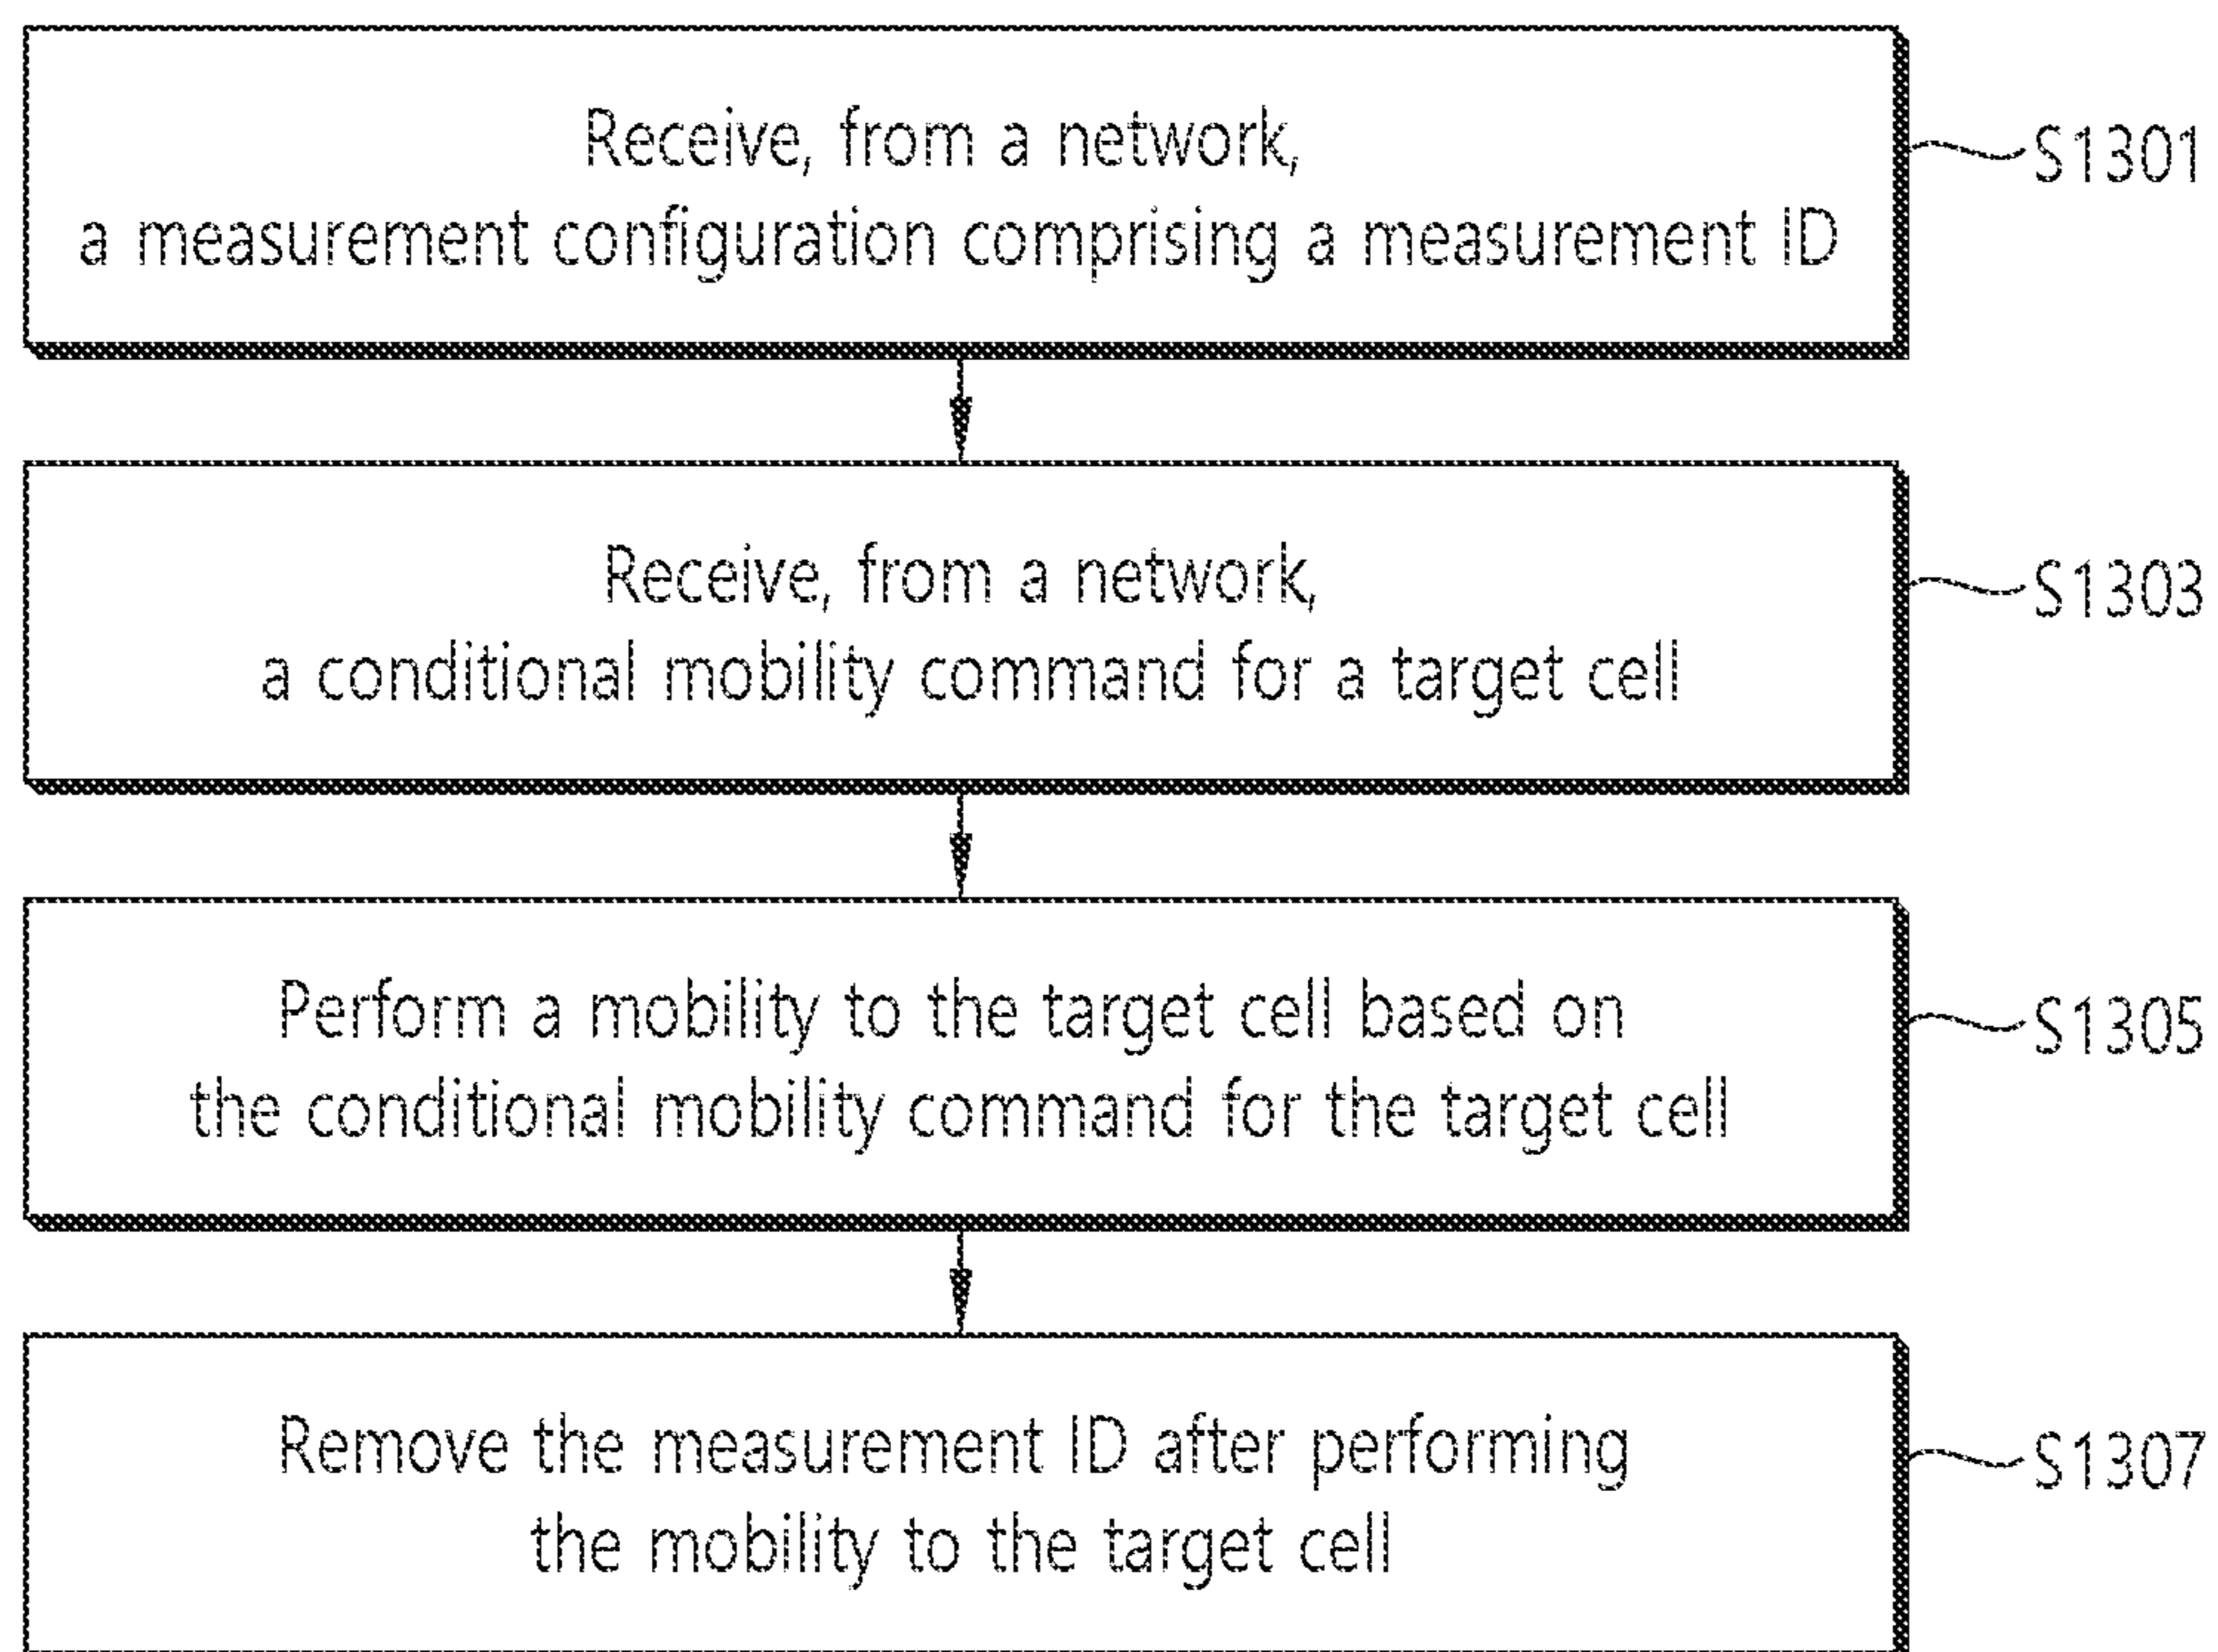 Receive, from a network,
a measurement configuration comprising a measurement ID
S1301
Receive, from a network,
a conditional mobility command for a target cell
S1303
Perform a mobility to the target cell based on
the conditional mobility command for the target cell
S1305
Remove the measurement ID after performing
the mobility to the target cell
S1307